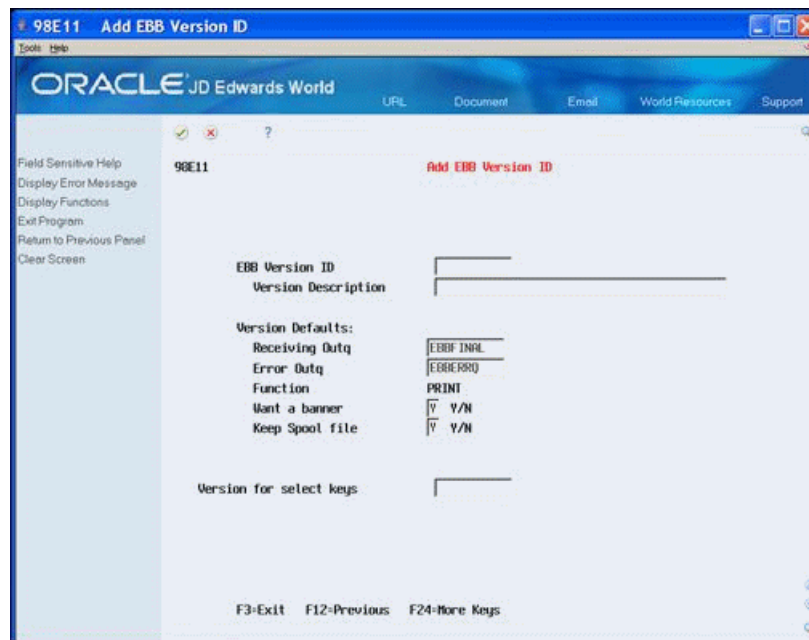 98E11 Add EBB Version ID
Tools Help
ORACLE JD Edwards World
URL Document Email World Resources Support
?
Field Sensitive Help
Display Error Message
Display Functions
Exit Program
Return to Previous Panel
Clear Screen
98E11 Add EBB Version ID
EBB Version ID
Version Description
Version Defaults:
Receiving Outq EBBFINAL
Error Outq EBBERRQ
Function PRINT
Want a banner Y Y/N
Keep Spool file Y Y/N
Version for select keys
F3=Exit F12=Previous F24=More Keys